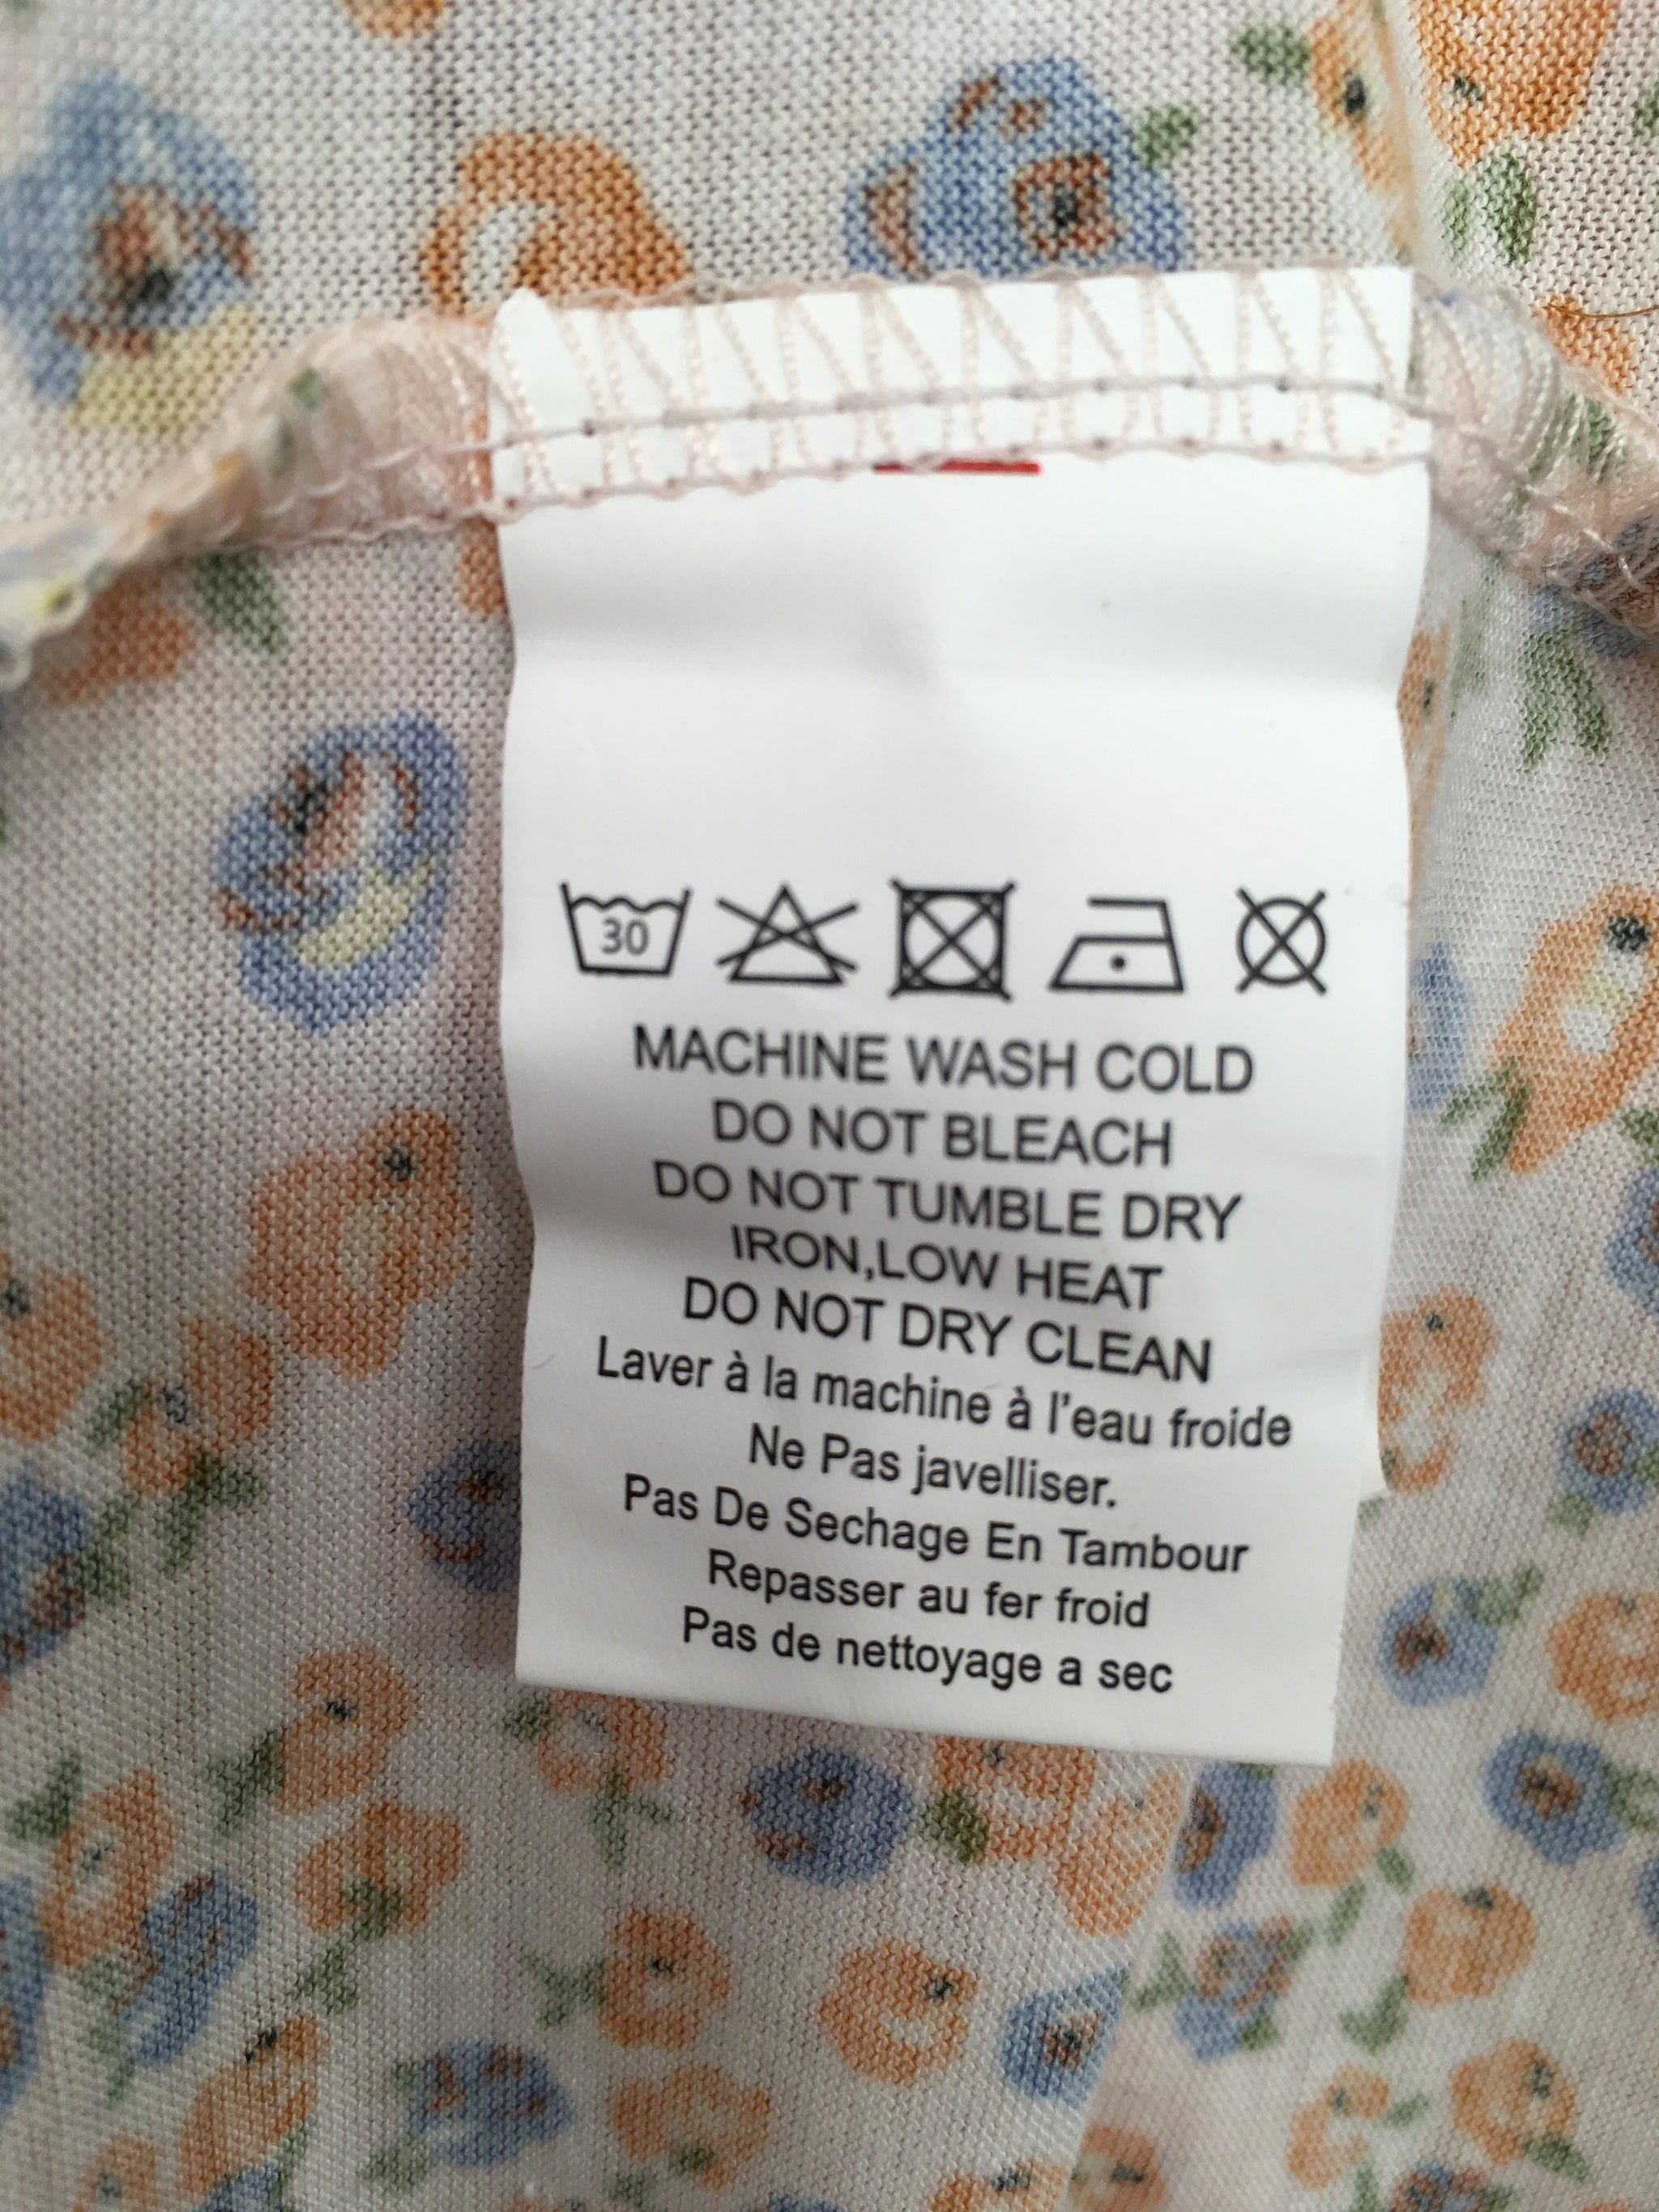 30
MACHINE WASH COLD
DO NOT BLEACH
DO NOT TUMBLE DRY
IRON,LOW HEAT
DO NOT DRY CLEAN
Laver à la machine à l'eau froide
Ne Pas javelliser.
Pas De Sechage En Tambour
Repasser au fer froid
Pas de nettoyage a sec